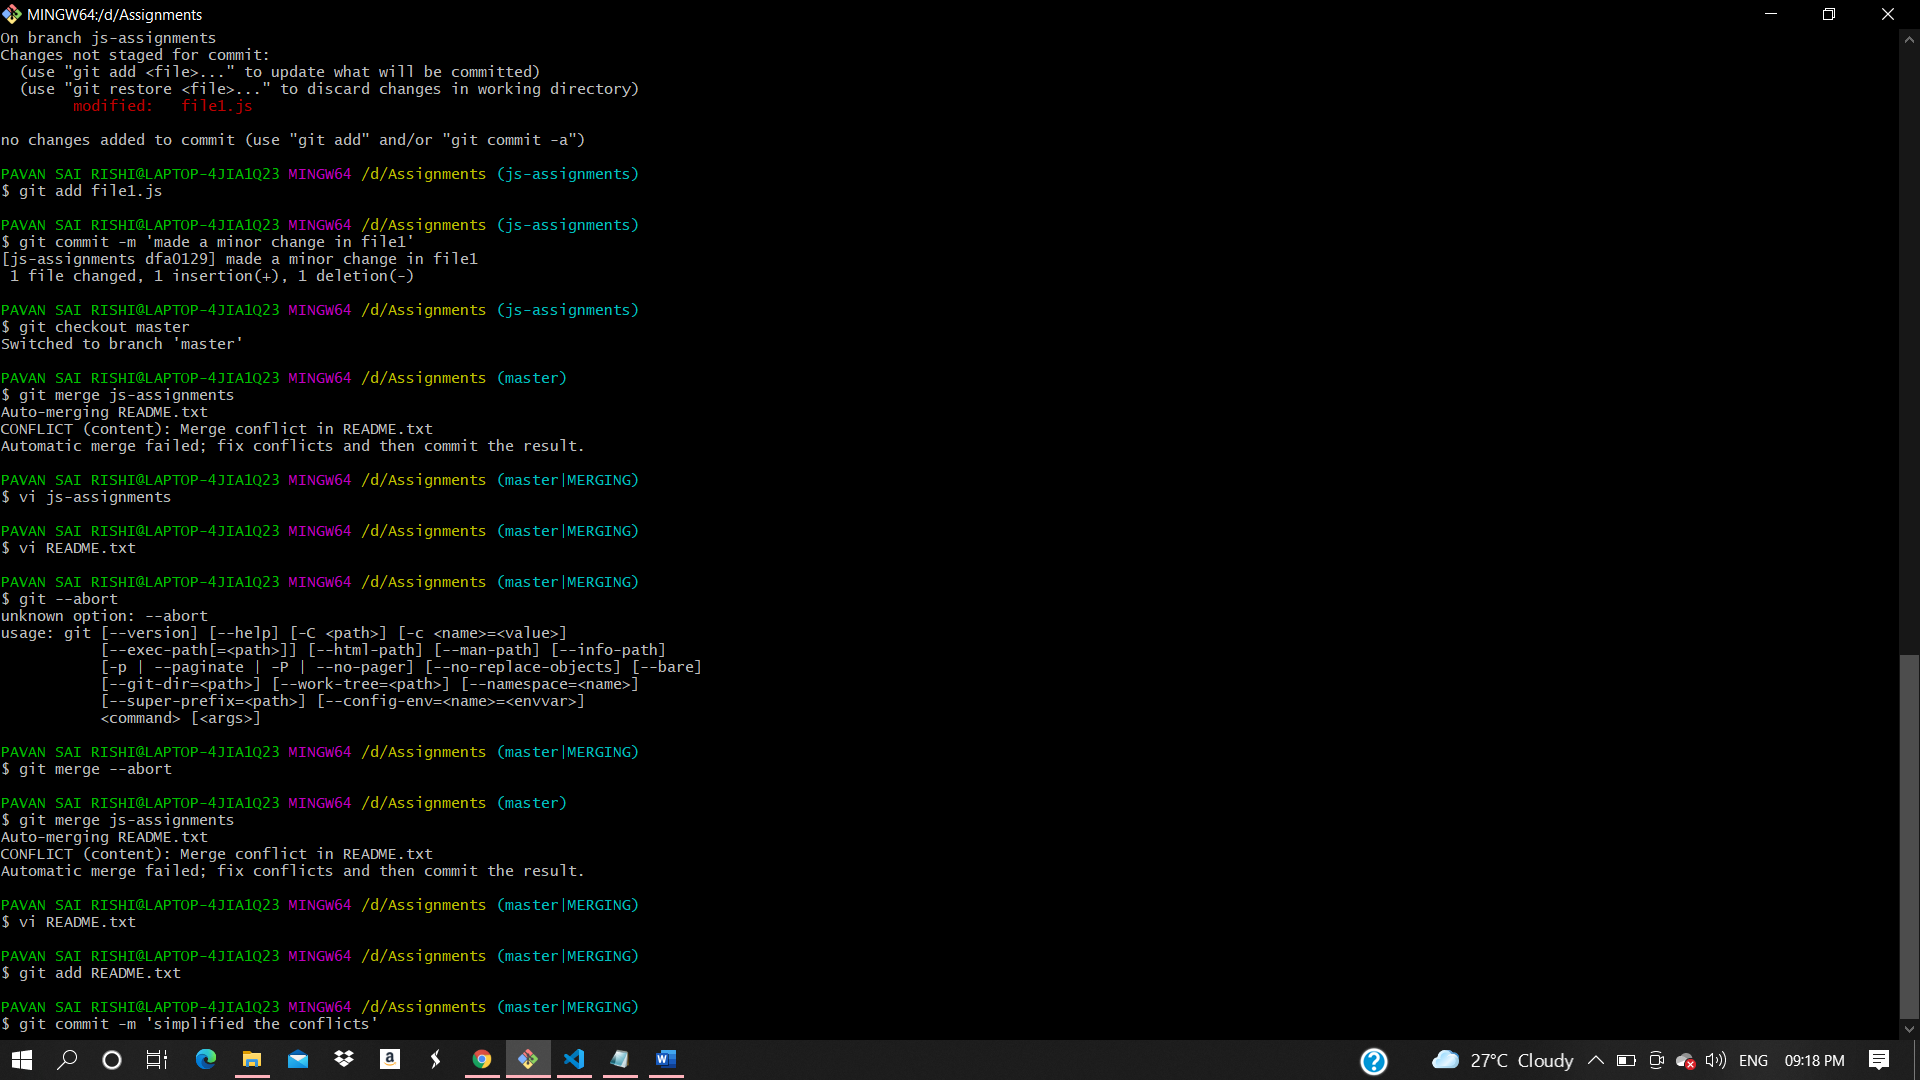 MINGW64:/d/Assignments
On branch js-assignments
Changes not staged for commit:
  (use "git add <file>..." to update what will be committed)
  (use "git restore <file>..." to discard changes in working directory)
        modified:   file1.js

no changes added to commit (use "git add" and/or "git commit -a")

PAVAN SAI RISHI@LAPTOP-4JIA1Q23 MINGW64 /d/Assignments (js-assignments)
$ git add file1.js

PAVAN SAI RISHI@LAPTOP-4JIA1Q23 MINGW64 /d/Assignments (js-assignments)
$ git commit -m 'made a minor change in file1'
[js-assignments dfa0129] made a minor change in file1
 1 file changed, 1 insertion(+), 1 deletion(-)

PAVAN SAI RISHI@LAPTOP-4JIA1Q23 MINGW64 /d/Assignments (js-assignments)
$ git checkout master
Switched to branch 'master'

PAVAN SAI RISHI@LAPTOP-4JIA1Q23 MINGW64 /d/Assignments (master)
$ git merge js-assignments
Auto-merging README.txt
CONFLICT (content): Merge conflict in README.txt
Automatic merge failed; fix conflicts and then commit the result.

PAVAN SAI RISHI@LAPTOP-4JIA1Q23 MINGW64 /d/Assignments (master|MERGING)
$ vi js-assignments

PAVAN SAI RISHI@LAPTOP-4JIA1Q23 MINGW64 /d/Assignments (master|MERGING)
$ vi README.txt

PAVAN SAI RISHI@LAPTOP-4JIA1Q23 MINGW64 /d/Assignments (master|MERGING)
$ git --abort
unknown option: --abort
usage: git [--version] [--help] [-C <path>] [-c <name>=<value>]
           [--exec-path[=<path>]] [--html-path] [--man-path] [--info-path]
           [-p | --paginate | -P | --no-pager] [--no-replace-objects] [--bare]
           [--git-dir=<path>] [--work-tree=<path>] [--namespace=<name>]
           [--super-prefix=<path>] [--config-env=<name>=<envvar>]
           <command> [<args>]

PAVAN SAI RISHI@LAPTOP-4JIA1Q23 MINGW64 /d/Assignments (master|MERGING)
$ git merge --abort

PAVAN SAI RISHI@LAPTOP-4JIA1Q23 MINGW64 /d/Assignments (master)
$ git merge js-assignments
Auto-merging README.txt
CONFLICT (content): Merge conflict in README.txt
Automatic merge failed; fix conflicts and then commit the result.

PAVAN SAI RISHI@LAPTOP-4JIA1Q23 MINGW64 /d/Assignments (master|MERGING)
$ vi README.txt

PAVAN SAI RISHI@LAPTOP-4JIA1Q23 MINGW64 /d/Assignments (master|MERGING)
$ git add README.txt

PAVAN SAI RISHI@LAPTOP-4JIA1Q23 MINGW64 /d/Assignments (master|MERGING)
$ git commit -m 'simplified the conflicts'
27°C Cloudy ENG 09:18 PM